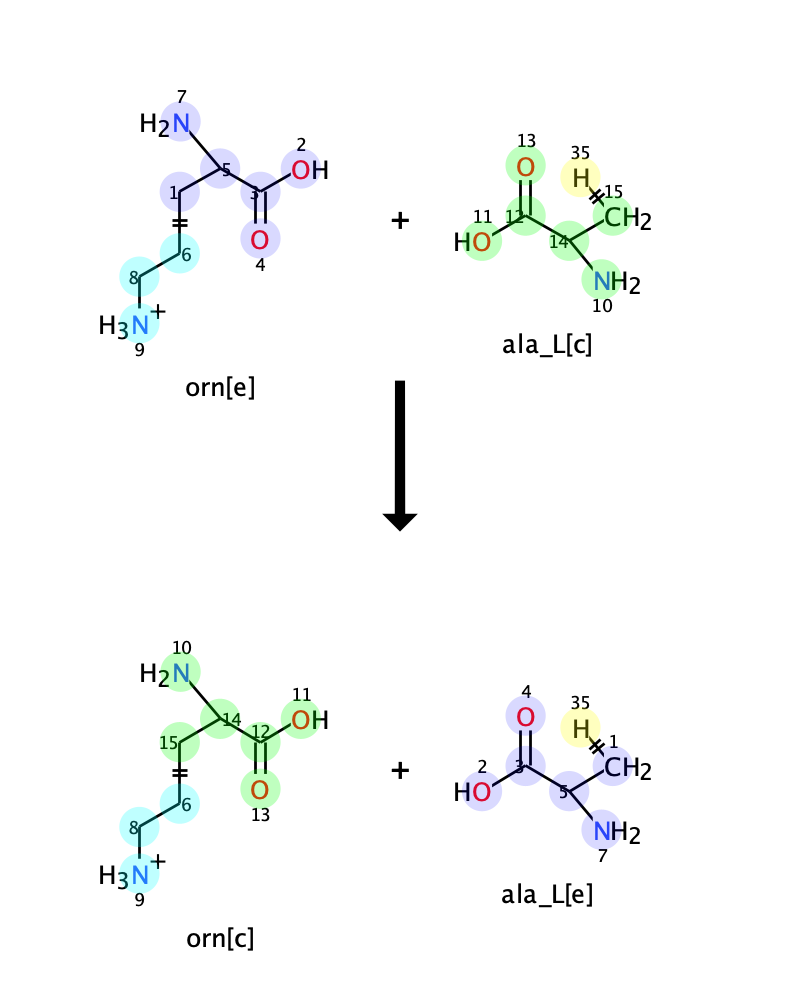 7
H2N
2
13
35
5
OH
O
H
1
3
15
+
11
12
CH2
O
HO
14
6
4
8
NH2
H3N+
10
9
ala_L[c]
orn[e]
10
H2N
11
4
35
14
OH
O
H
15
12
1
+
2
3
CH2
O
HO
5
6
13
8
NH2
H3N+
7
9
ala_L[e]
orn[c]